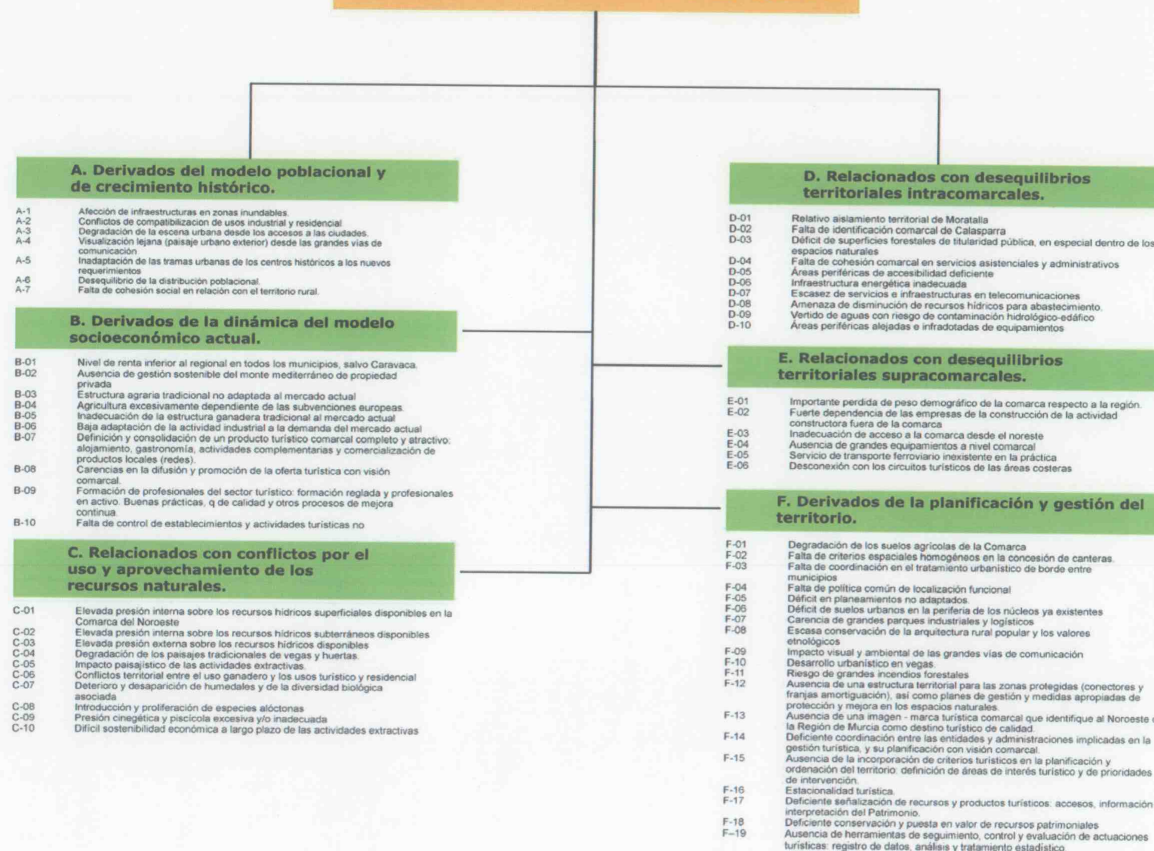 A. Derivados del modelo poblacional y
de crecimiento histórico.
A-1 Afección de infraestructuras en zonas inundables.
A-2 Conflictos de compatibilización de usos industrial y residencial
A-3 Degradación de la escena urbana desde los accesos a las ciudades.
A-4 Visualización lejana (paisaje urbano exterior) desde las grandes vías de
comunicación
A-5 Inadaptación de las tramas urbanas de los centros históricos a los nuevos
requerimientos
A-6 Desequilibrio de la distribución poblacional.
A-7 Falta de cohesión social en relación con el territorio rural.
B. Derivados de la dinámica del modelo
socioeconómico actual.
B-01 Nivel de renta inferior al regional en todos los municipios, salvo Caravaca.
B-02 Ausencia de gestión sostenible del monte mediterráneo de propiedad
privada
B-03 Estructura agraria tradicional no adaptada al mercado actual
B-04 Agricultura excesivamente dependiente de las subvenciones europeas.
B-05 Inadecuación de la estructura ganadera tradicional al mercado actual
B-06 Baja adaptación de la actividad industrial a la demanda del mercado actual
B-07 Definición y consolidación de un producto turístico comarcal completo y atractivo:
alojamiento, gastronomía, actividades complementarias y comercialización de
productos locales (redes).
B-08 Carencias en la difusión y promoción de la oferta turística con visión
comarcal.
B-09 Formación de profesionales del sector turístico: formación reglada y profesionales
en activo. Buenas prácticas, q de calidad y otros procesos de mejora
continua.
B-10 Falta de control de establecimientos y actividades turísticas no
C. Relacionados con conflictos por el
uso y aprovechamiento de los
recursos naturales.
C-01 Elevada presión interna sobre los recursos hídricos superficiales disponibles en la
Comarca del Noroeste
C-02 Elevada presión interna sobre los recursos hídricos subterráneos disponibles
C-03 Elevada presión externa sobre los recursos hídricos disponibles
C-04 Degradación de los paisajes tradicionales de vegas y huertas.
C-05 Impacto paisajístico de las actividades extractivas.
C-06 Conflictos territorial entre el uso ganadero y los usos turístico y residencial
C-07 Deterioro y desaparición de humedales y de la diversidad biológica
asociada
C-08 Introducción y proliferación de especies alóctonas
C-09 Presión cinegética y piscícola excesiva y/o inadecuada
C-10 Difícil sostenibilidad económica a largo plazo de las actividades extractivas
D. Relacionados con desequilibrios
territoriales intracomarcales.
D-01 Relativo aislamiento territorial de Moratalla
D-02 Falta de identificación comarcal de Calasparra
D-03 Déficit de superficies forestales de titularidad pública, en especial dentro de los
espacios naturales
D-04 Falta de cohesión comarcal en servicios asistenciales y administrativos
D-05 Áreas periféricas de accesibilidad deficiente
D-06 Infraestructura energética inadecuada
D-07 Escasez de servicios e infraestructuras en telecomunicaciones
D-08 Amenaza de disminución de recursos hídricos para abastecimiento.
D-09 Vertido de aguas con riesgo de contaminación hidrológico-edáfico
D-10 Áreas periféricas alejadas e infradotadas de equipamientos
E. Relacionados con desequilibrios
territoriales supracomarcales.
E-01 Importante perdida de peso demográfico de la comarca respecto a la región.
E-02 Fuerte dependencia de las empresas de la construcción de la actividad
constructora fuera de la comarca
E-03 Inadecuación de acceso a la comarca desde el noreste
E-04 Ausencia de grandes equipamientos a nivel comarcal
E-05 Servicio de transporte ferroviario inexistente en la práctica.
E-06 Desconexión con los circuitos turísticos de las áreas costeras
F. Derivados de la planificación y gestión del
territorio.
F-01 Degradación de los suelos agrícolas de la Comarca
F-02 Falta de criterios espaciales homogéneos en la concesión de canteras.
F-03 Falta de coordinación en el tratamiento urbanístico de borde entre
municipios
F-04 Falta de política común de localización funcional
F-05 Déficit en planeamientos no adaptados.
F-06 Déficit de suelos urbanos en la periferia de los núcleos ya existentes
F-07 Carencia de grandes parques industriales y logísticos
F-08 Escasa conservación de la arquitectura rural popular y los valores
etnológicos
F-09 Impacto visual y ambiental de las grandes vías de comunicación
F-10 Desarrollo urbanístico en vegas.
F-11 Riesgo de grandes incendios forestales
F-12 Ausencia de una estructura territorial para las zonas protegidas (conectores y
franjas amortiguación), así como planes de gestión y medidas apropiadas de
protección y mejora en los espacios naturales.
F-13 Ausencia de una imagen - marca turística comarcal que identifique al Noroeste
la Región de Murcia como destino turístico de calidad.
F-14 Deficiente coordinación entre las entidades y administraciones implicadas en la
gestión turística, y su planificación con visión comarcal.
F-15 Ausencia de la incorporación de criterios turísticos en la planificación y
ordenación del territorio: definición de áreas de interés turístico y de prioridades
de intervención.
F-16 Estacionalidad turística.
F-17 Deficiente señalización de recursos y productos turísticos: accesos, información
interpretación del Patrimonio.
F-18 Deficiente conservación y puesta en valor de recursos patrimoniales
F-19 Ausencia de herramientas de seguimiento, control y evaluación de actuaciones
turísticas: registro de datos, análisis y tratamiento estadístico